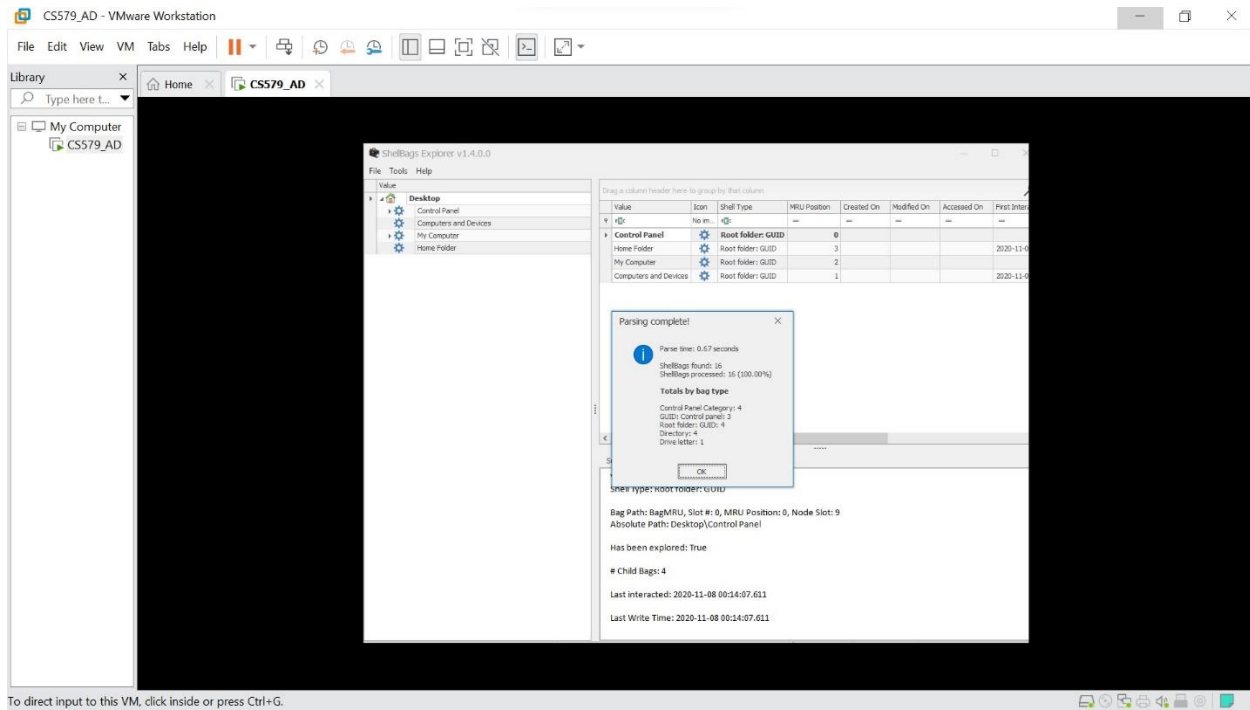 CS579_AD - VMware Workstation
File Edit View VM Tabs Help
Library
Home
CS579_AD
Type here t...
My Computer
CS579_AD
ShellBags Explorer v1.4.0.0
File Tools Help
Value
Desktop
Control Panel
Computers and Devices
My Computer
Home Folder
Drag a column header here to group by that column
Value Icon Shell Type MRU Position Created On Modified On Accessed On First Intera
No im...
Control Panel Root folder: GUID 0
Home Folder Root folder: GUID 3 2020-11-0
My Computer Root folder: GUID 2
Computers and Devices Root folder: GUID 1 2020-11-0
Parsing complete!
Parse time: 0.67 seconds
ShellBags found: 16
ShellBags processed: 16 (100.00%)
Totals by bag type
Control Panel Category: 4
GUID: Control panel: 3
Root folder: GUID: 4
Directory: 4
Drive letter: 1
OK
Shell Type: Root folder: GUID
Bag Path: BagMRU, Slot #: 0, MRU Position: 0, Node Slot: 9
Absolute Path: Desktop\Control Panel
Has been explored: True
# Child Bags: 4
Last interacted: 2020-11-08 00:14:07.611
Last Write Time: 2020-11-08 00:14:07.611
To direct input to this VM, click inside or press Ctrl+G.